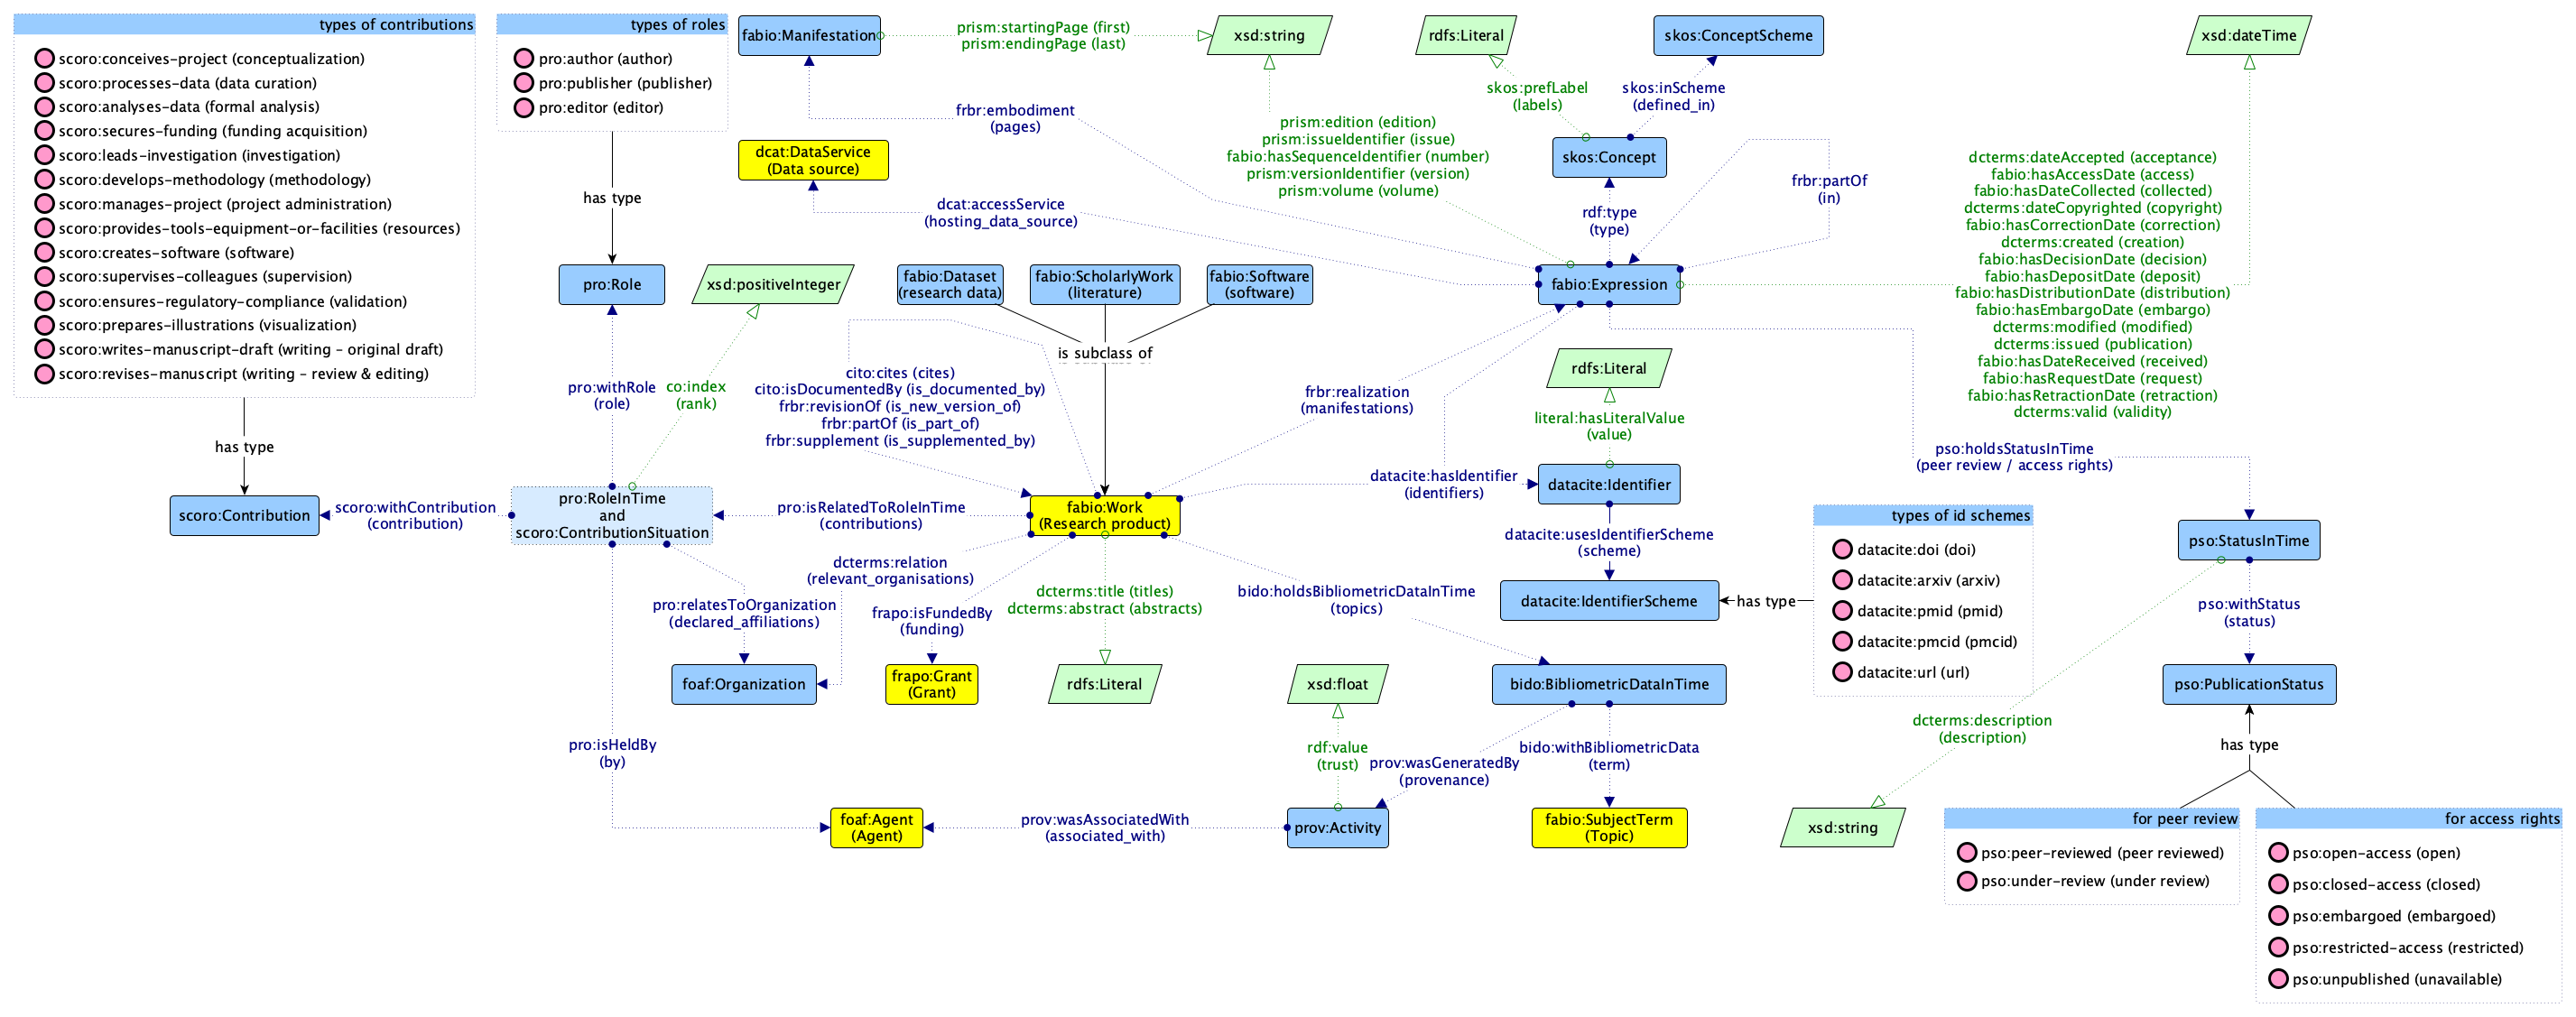 types of contributions
scoro:conceives-project (conceptualization)
scoro:processes-data (data curation)
scoro:analyses-data (formal analysis)
scoro:secures-funding (funding acquisition)
scoro:leads-investigation (investigation)
scoro:develops-methodology (methodology)
scoro:manages-project (project administration)
scoro:provides-tools-equipment-or-facilities (resources)
scoro:creates-software (software)
scoro:supervises-colleagues (supervision)
scoro:ensures-regulatory-compliance (validation)
scoro:prepares-illustrations (visualization)
scoro:writes-manuscript-draft (writing - original draft)
scoro:revises-manuscript (writing - review & editing)
has type
scoro:Contribution
scoro:withContribution
(contribution)
types of roles
pro:author (author)
pro:publisher (publisher)
pro:editor (editor)
has type
pro:Role
pro:withRole
(role)
xsd:positiveInteger
co:index
(rank)
pro:RoleInTime
and
scoro:ContributionSituation
pro:relatesToOrganization
(declared_affiliations)
foaf:Organization
pro:isHeldBy
(by)
foaf:Agent
(Agent)
fabio:Manifestation
prism:startingPage (first)
prism:endingPage (last)
xsd:string
frbr:embodiment
(pages)
dcat:DataService
(Data source)
dcat:accessService
(hosting_data_source)
prism:edition (edition)
prism:issueIdentifier (issue)
fabio:hasSequenceIdentifier (number)
prism:versionIdentifier (version)
prism:volume (volume)
fabio:Dataset
(research data)
fabio:ScholarlyWork
(literature)
fabio:Software
(software)
is subclass of
cito:cites (cites)
cito:isDocumentedBy (is_documented_by)
frbr:revisionOf (is_new_version_of)
frbr:partOf (is_part_of)
frbr:supplement (is_supplemented_by)
pro:isRelatedToRoleInTime
(contributions)
fabio:Work
(Research product)
dcterms:relation
(relevant_organisations)
frapo:isFundedBy
(funding)
frapo:Grant
(Grant)
dcterms:title (titles)
dcterms:abstract (abstracts)
rdfs:Literal
frbr:realization
(manifestations)
datacite:hasIdentifier
(identifiers)
bido:holdsBibliometricDataInTime
(topics)
rdfs:Literal
skos:prefLabel
(labels)
skos:ConceptScheme
skos:inScheme
(defined_in)
skos:Concept
rdf:type
(type)
frbr:partOf
(in)
fabio:Expression
xsd:dateTime
dcterms:dateAccepted (acceptance)
fabio:hasAccessDate (access)
fabio:hasDateCollected (collected)
dcterms:dateCopyrighted (copyright)
fabio:hasCorrectionDate (correction)
dcterms:created (creation)
fabio:hasDecisionDate (decision)
fabio:hasDepositDate (deposit)
fabio:hasDistributionDate (distribution)
fabio:hasEmbargoDate (embargo)
dcterms:modified (modified)
dcterms:issued (publication)
fabio:hasDateReceived (received)
fabio:hasRequestDate (request)
fabio:hasRetractionDate (retraction)
dcterms:valid (validity)
rdfs:Literal
literal:hasLiteralValue
(value)
datacite:Identifier
datacite:usesIdentifierScheme
(scheme)
datacite:IdentifierScheme
has type
types of id schemes
datacite:doi (doi)
datacite:arxiv (arxiv)
datacite:pmid (pmid)
datacite:pmcid (pmcid)
datacite:url (url)
pso:holdsStatusInTime
(peer review / access rights)
pso:StatusInTime
pso:withStatus
(status)
pso:PublicationStatus
has type
dcterms:description
(description)
xsd:string
bido:BibliometricDataInTime
bido:withBibliometricData
(term)
fabio:SubjectTerm
(Topic)
prov:wasGeneratedBy
(provenance)
xsd:float
rdf:value
(trust)
prov:Activity
prov:wasAssociatedWith
(associated_with)
for peer review
pso:peer-reviewed (peer reviewed)
pso:under-review (under review)
for access rights
pso:open-access (open)
pso:closed-access (closed)
pso:embargoed (embargoed)
pso:restricted-access (restricted)
pso:unpublished (unavailable)